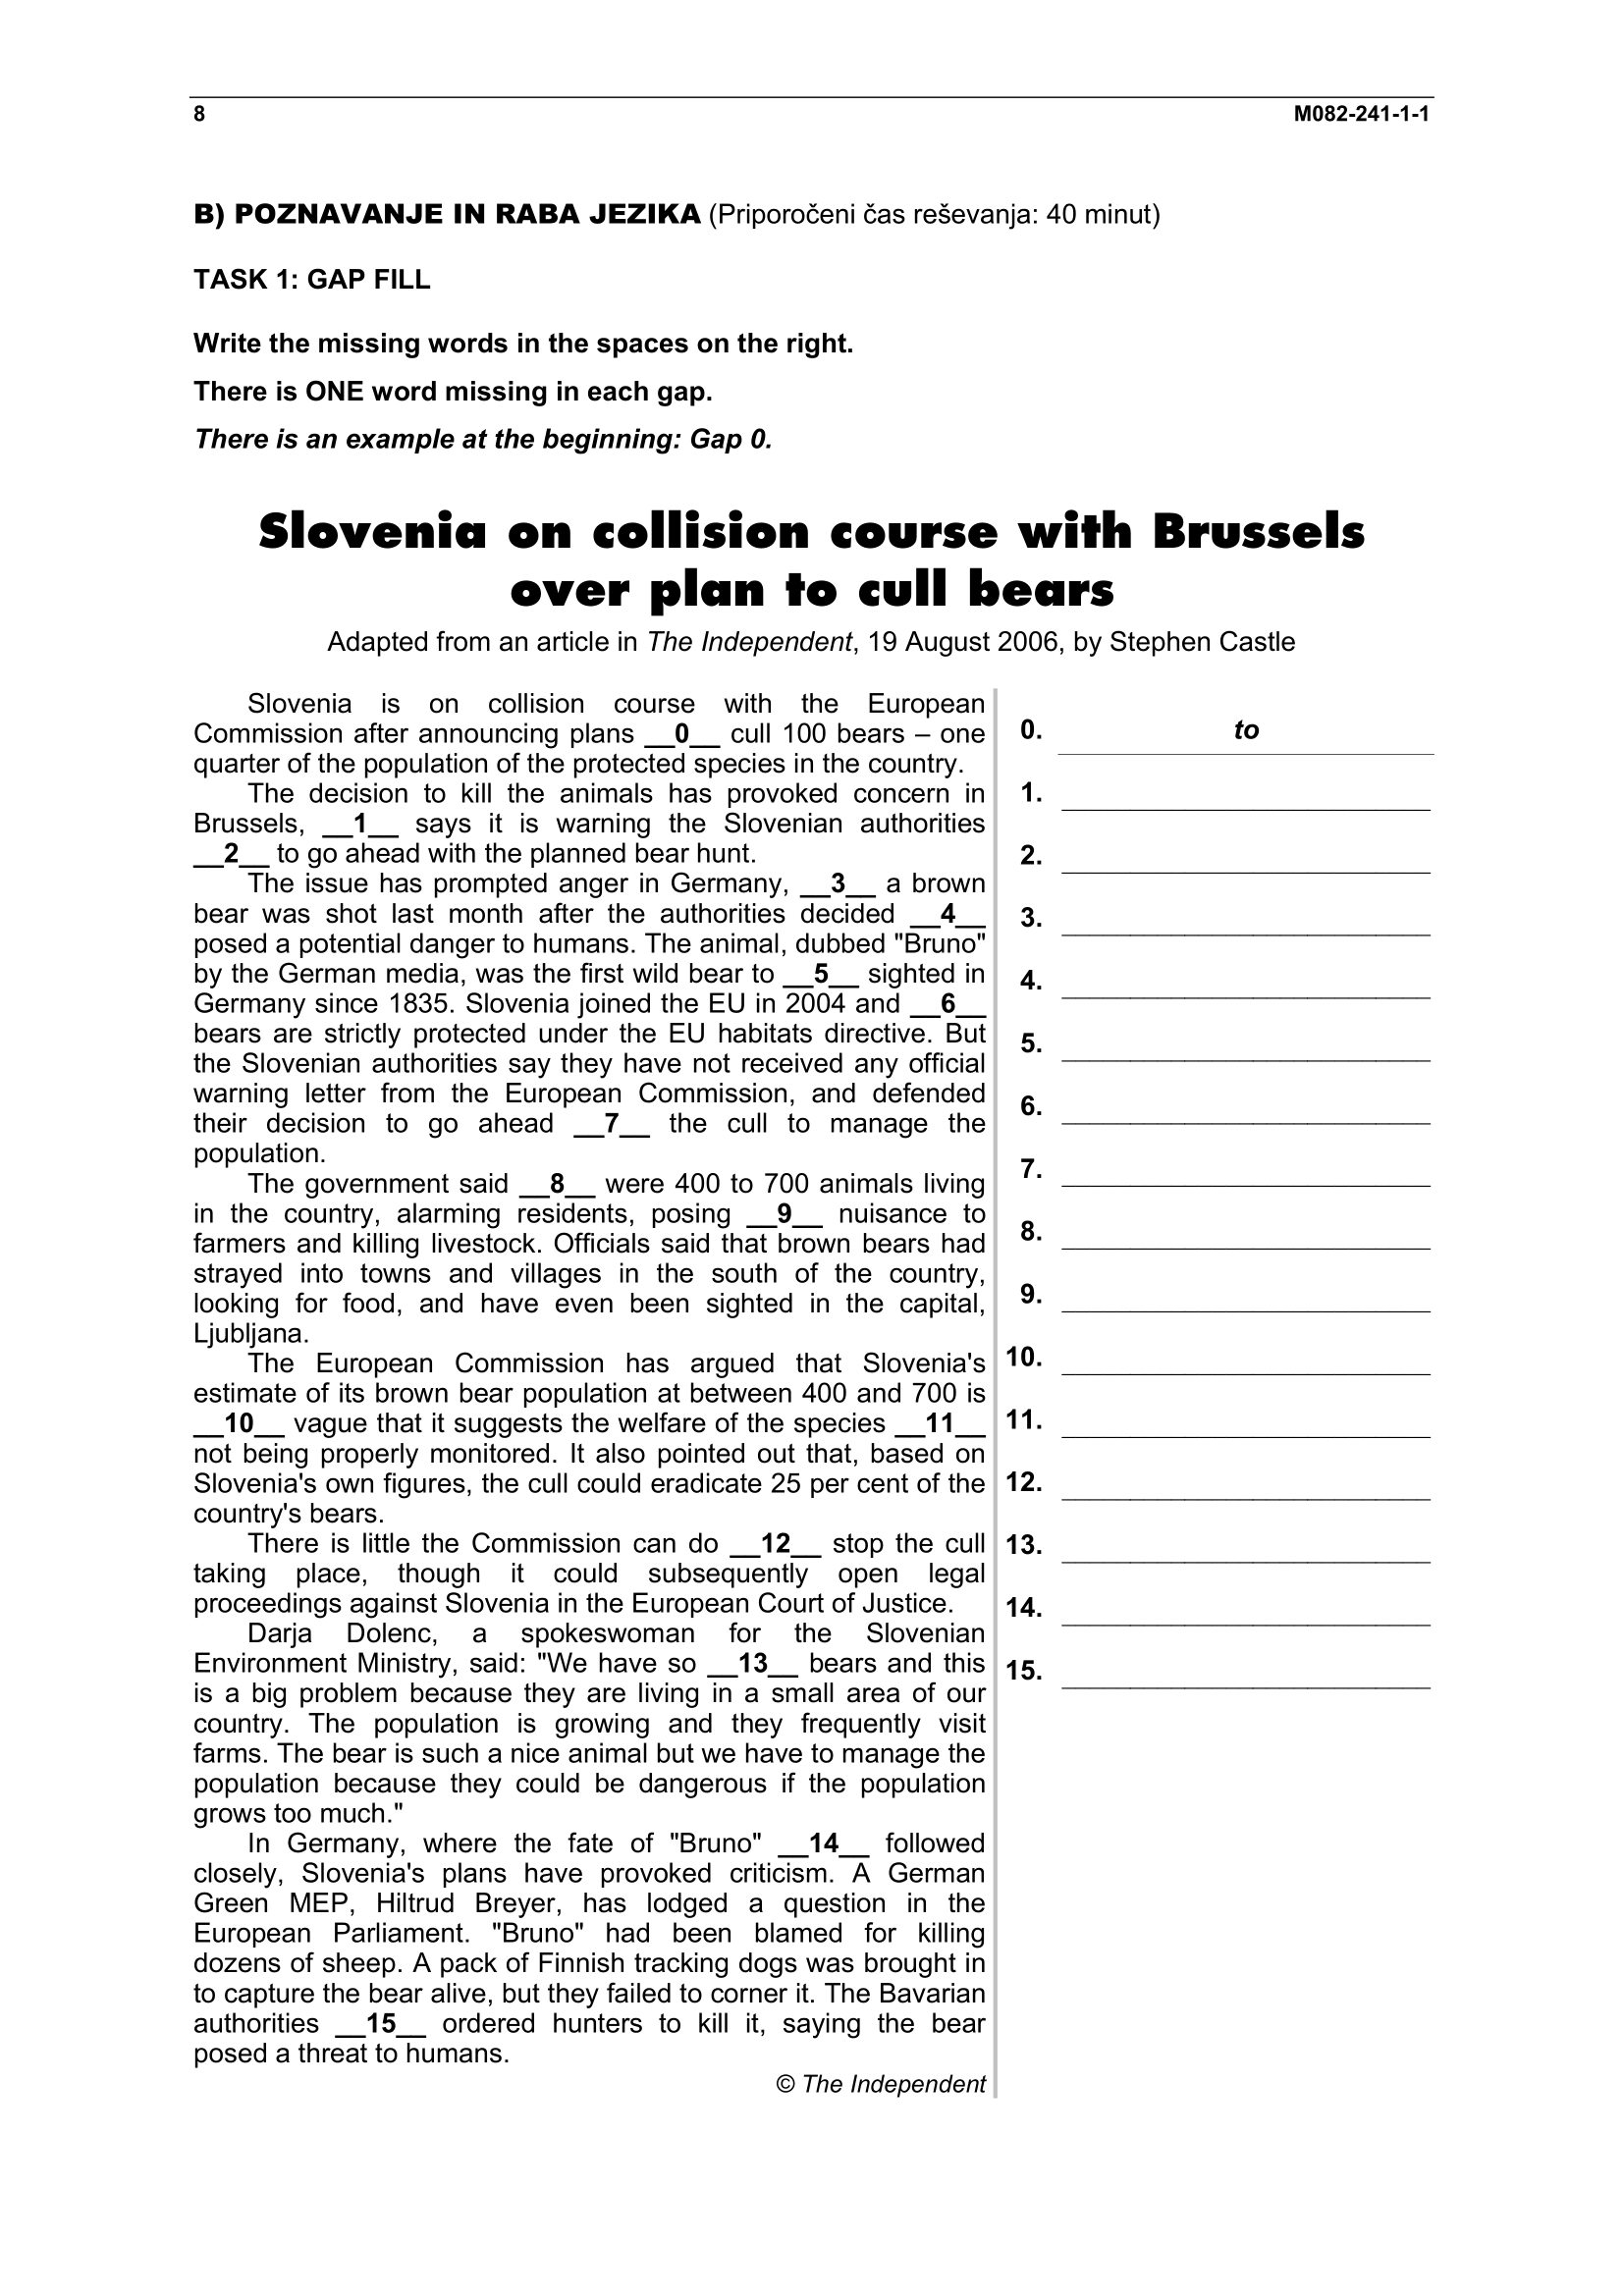 8
M082-241-1-1
B) POZNAVANJE IN RABA JEZIKA (Priporočeni čas reševanja: 40 minut)
TASK 1: GAP FILL
Write the missing words in the spaces on the right.
There is ONE word missing in each gap.
There is an example at the beginning: Gap 0.
Slovenia on collision course with Brussels
over plan to cull bears
Adapted from an article in The Independent, 19 August 2006, by Stephen Castle
Slovenia is on collision course with the European
Commission after announcing plans __0__ cull 100 bears – one
quarter of the population of the protected species in the country.
The decision to kill the animals has provoked concern in
Brussels, __1__ says it is warning the Slovenian authorities
__2__ to go ahead with the planned bear hunt.
The issue has prompted anger in Germany, __3__ a brown
bear was shot last month after the authorities decided __4__
posed a potential danger to humans. The animal, dubbed "Bruno"
by the German media, was the first wild bear to __5__ sighted in
Germany since 1835. Slovenia joined the EU in 2004 and __6__
bears are strictly protected under the EU habitats directive. But
the Slovenian authorities say they have not received any official
warning letter from the European Commission, and defended
their decision to go ahead __7__ the cull to manage the
population.
The government said __8__ were 400 to 700 animals living
in the country, alarming residents, posing __9__ nuisance to
farmers and killing livestock. Officials said that brown bears had
strayed into towns and villages in the south of the country,
looking for food, and have even been sighted in the capital,
Ljubljana.
The European Commission has argued that Slovenia's
estimate of its brown bear population at between 400 and 700 is
__10__ vague that it suggests the welfare of the species __11__
not being properly monitored. It also pointed out that, based on
Slovenia's own figures, the cull could eradicate 25 per cent of the
country's bears.
There is little the Commission can do __12__ stop the cull
taking place, though it could subsequently open legal
proceedings against Slovenia in the European Court of Justice.
Darja Dolenc, a spokeswoman for the Slovenian
Environment Ministry, said: "We have so __13__ bears and this
is a big problem because they are living in a small area of our
country. The population is growing and they frequently visit
farms. The bear is such a nice animal but we have to manage the
population because they could be dangerous if the population
grows too much."
In Germany, where the fate of "Bruno" __14__ followed
closely, Slovenia's plans have provoked criticism. A German
Green MEP, Hiltrud Breyer, has lodged a question in the
European Parliament. "Bruno" had been blamed for killing
dozens of sheep. A pack of Finnish tracking dogs was brought in
to capture the bear alive, but they failed to corner it. The Bavarian
authorities __15__ ordered hunters to kill it, saying the bear
posed a threat to humans.
© The Independent
0. to
1.
2.
3.
4.
5.
6.
7.
8.
9.
10.
11.
12.
13.
14.
15.